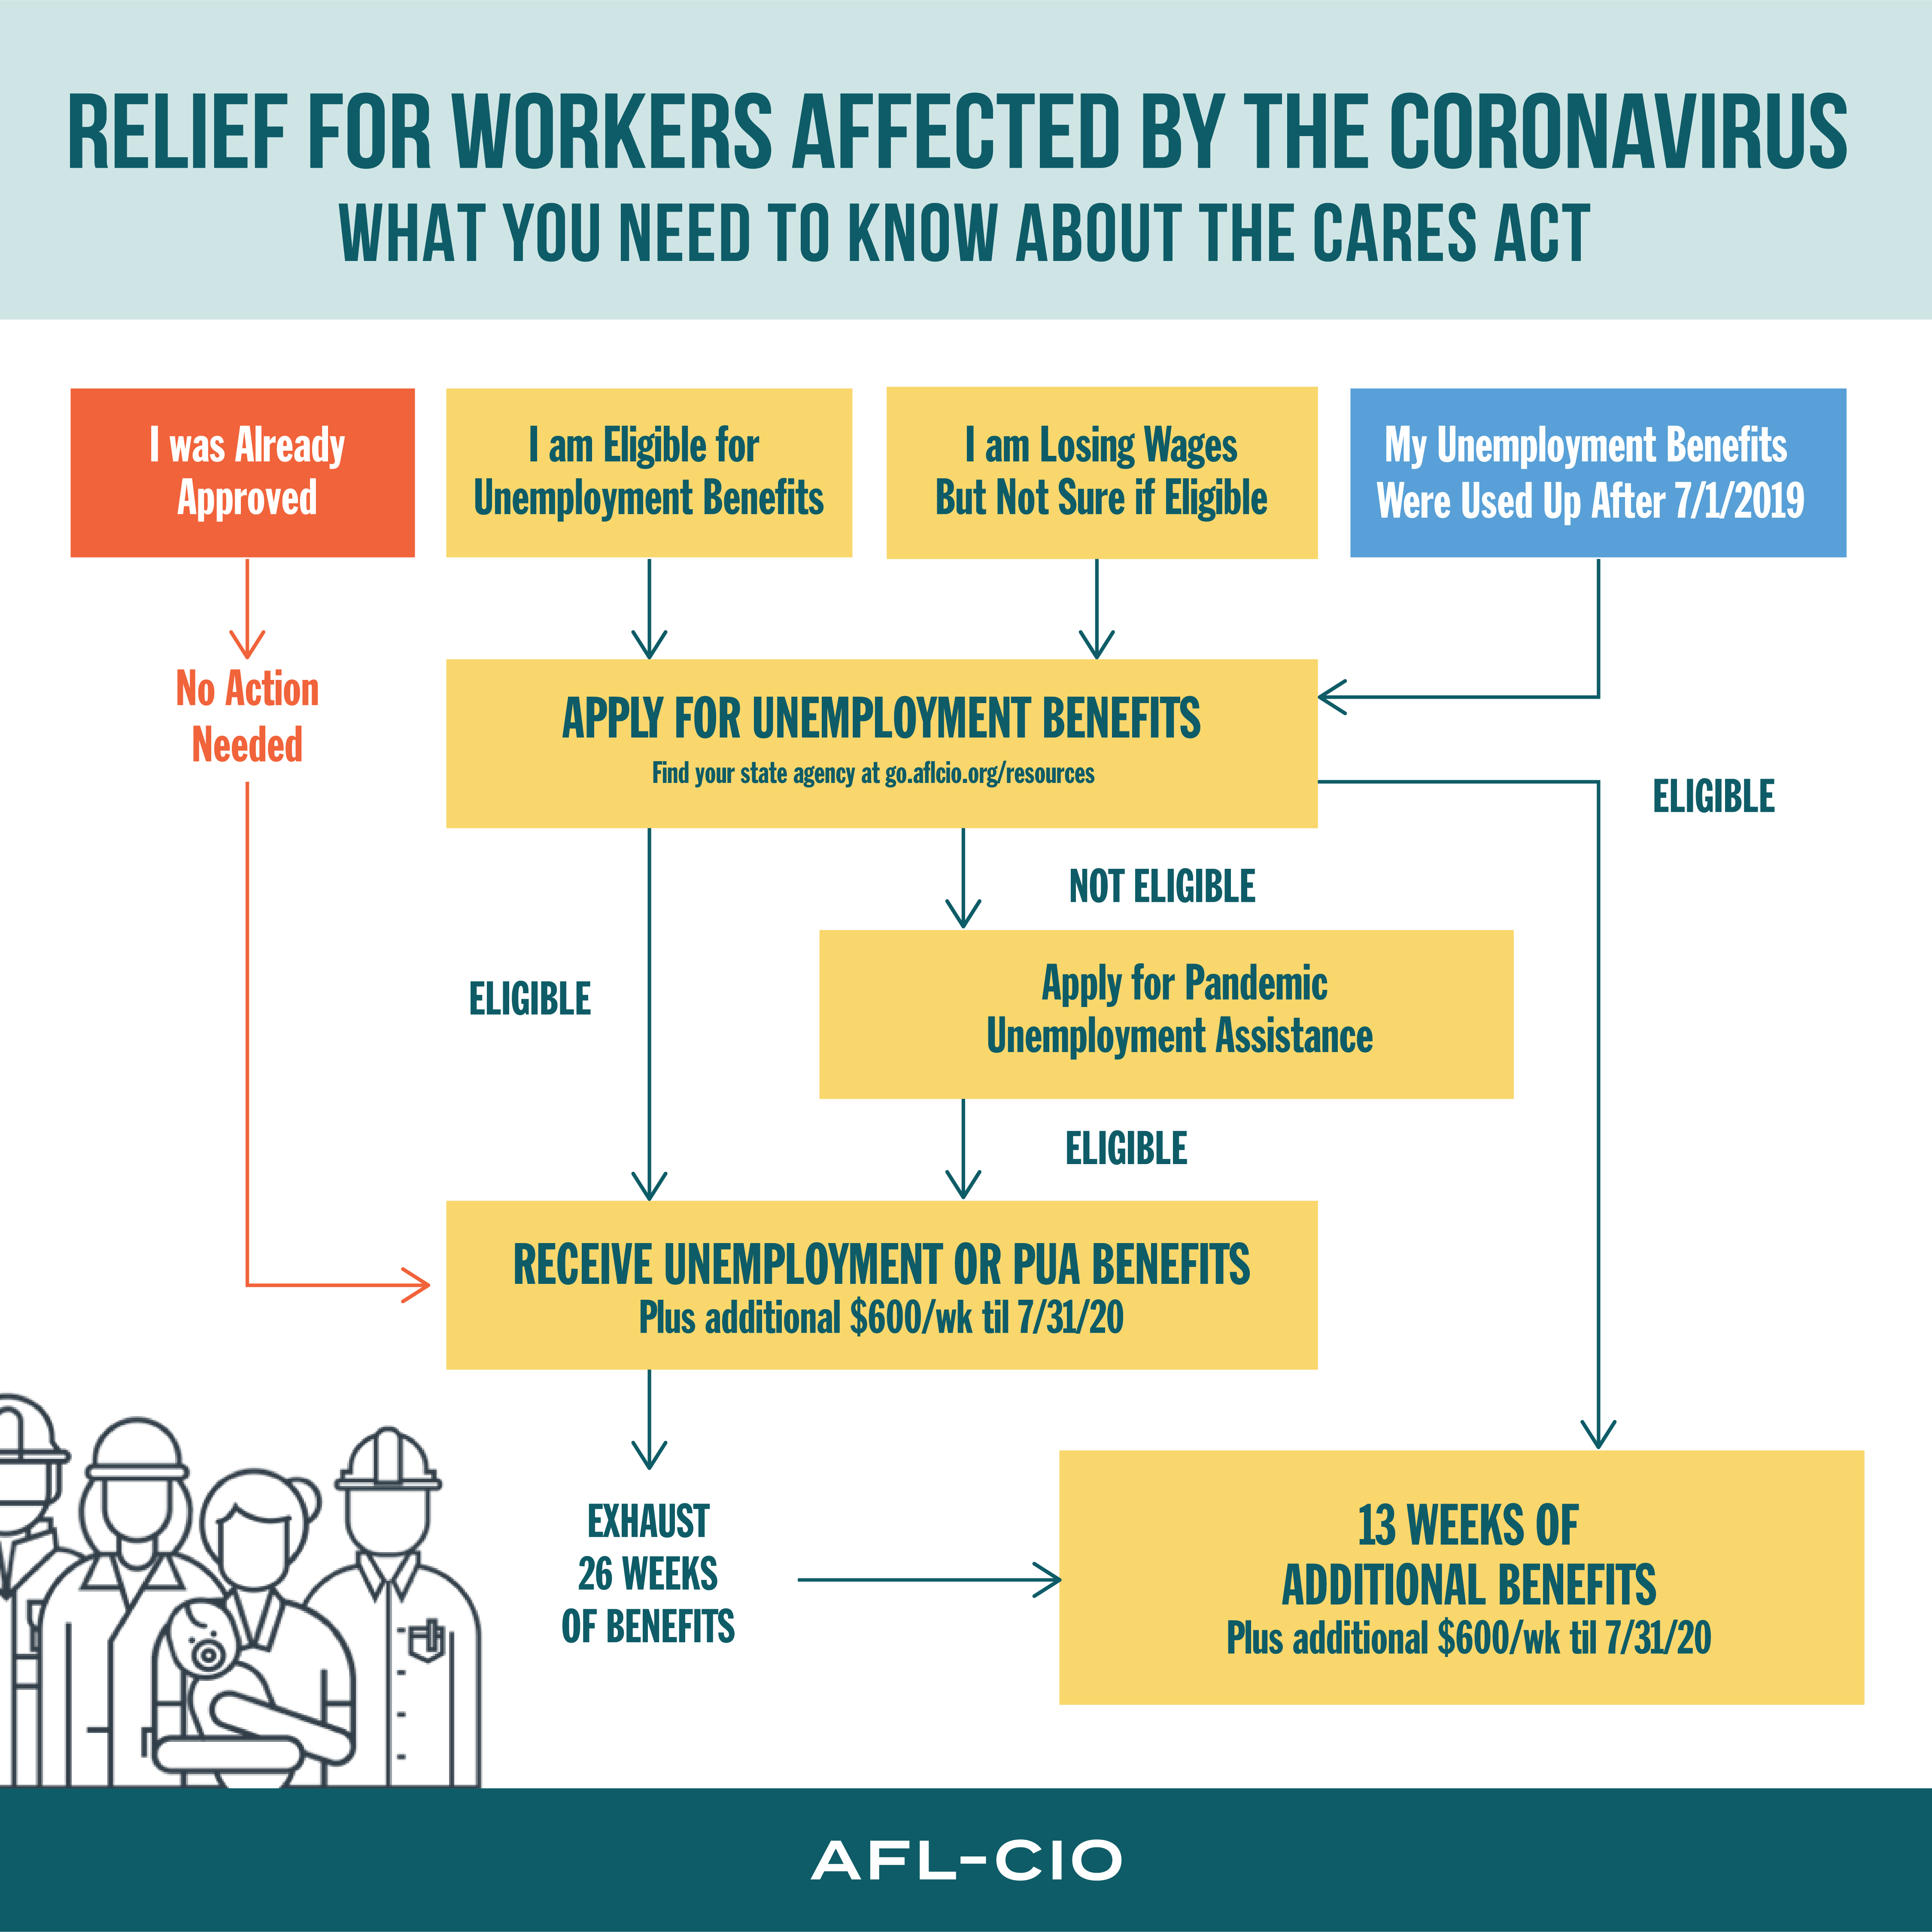 RELIEF FOR WORKERS AFFECTED BY THE CORONAVIRUS
WHAT YOU NEED TO KNOW ABOUT THE CARES ACT
I was Already
Approved
I am Eligible for
Unemployment Benefits
I am Losing Wages
But Not Sure if Eligible
My Unemployment Benefits
Were Used Up After 7/1/2019
No Action
Needed
APPLY FOR UNEMPLOYMENT BENEFITS
Find your state agency at go.aflcio.org/resources
ELIGIBLE
NOT ELIGIBLE
Apply for Pandemic
Unemployment Assistance
ELIGIBLE
ELIGIBLE
RECEIVE UNEMPLOYMENT OR PUA BENEFITS
Plus additional $600/wk til 7/31/20
EXHAUST
26 WEEKS
OF BENEFITS
13 WEEKS OF
ADDITIONAL BENEFITS
Plus additional $600/wk til 7/31/20
AFL-CIO